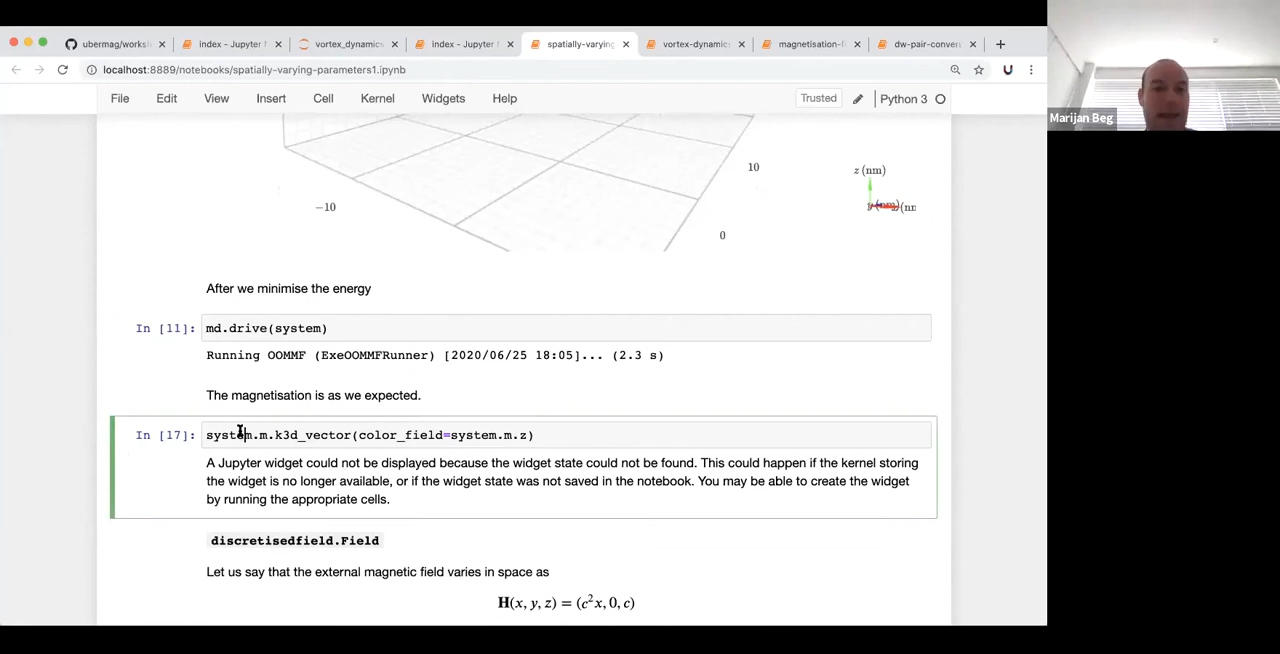 ubermag/works
index - Jupyter
vortex_dynamics
index - Jupyter
spatially-varying
vortex-dynamics
magnetisation-
dw-pair-conver
localhost:8889/notebooks/spatially-varying-parameters1.ipynb
File Edit View Insert Cell Kernel Widgets Help
Trusted
Python 3
Marijan Beg
10
z (nm)
−10
0
After we minimise the energy
In [11]: md.drive(system)
Running OOMMF (ExeOOMMFRunner) [2020/06/25 18:05]... (2.3 s)
The magnetisation is as we expected.
In [17]: system.m.k3d_vector(color_field=system.m.z)
A Jupyter widget could not be displayed because the widget state could not be found. This could happen if the kernel storing
the widget is no longer available, or if the widget state was not saved in the notebook. You may be able to create the widget
by running the appropriate cells.
discretisedfield.Field
Let us say that the external magnetic field varies in space as
H(x, y, z) = (c²x, 0, c)